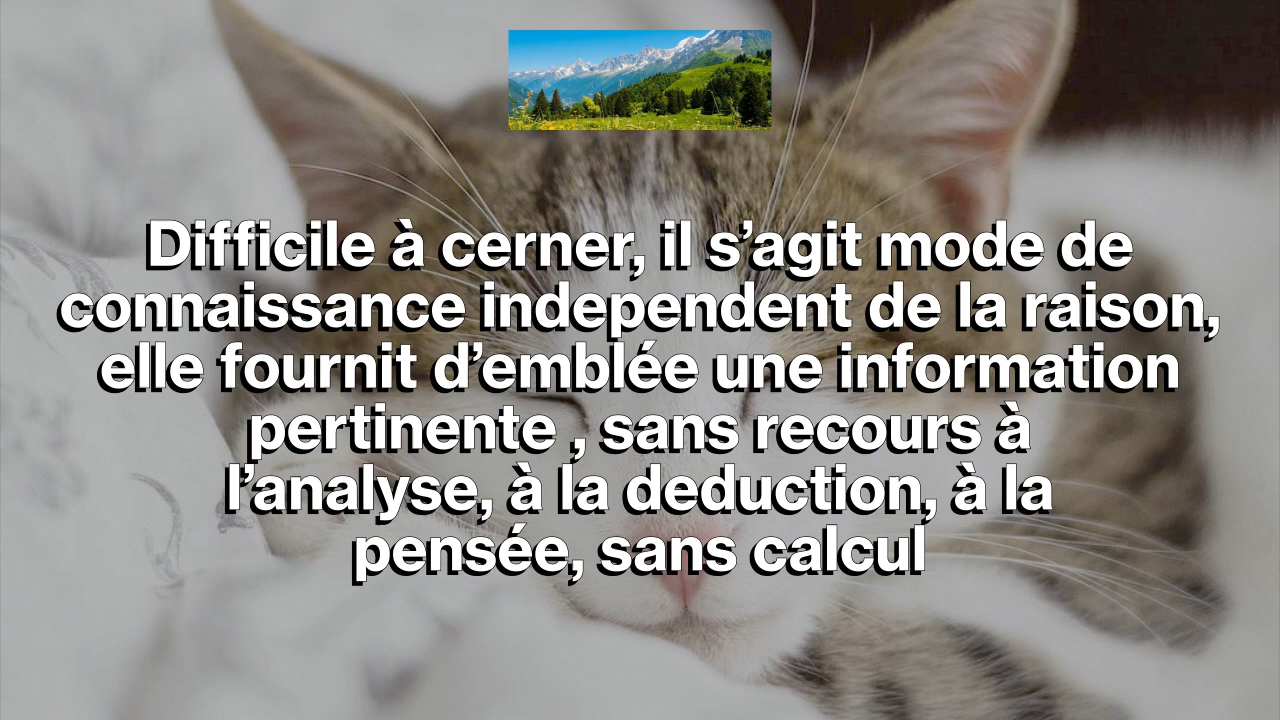 Difficile à cerner, il s’agit mode de
connaissance independent de la raison,
elle fournit d’emblée une information
pertinente , sans recours à
l’analyse, à la deduction, à la
pensée, sans calcul